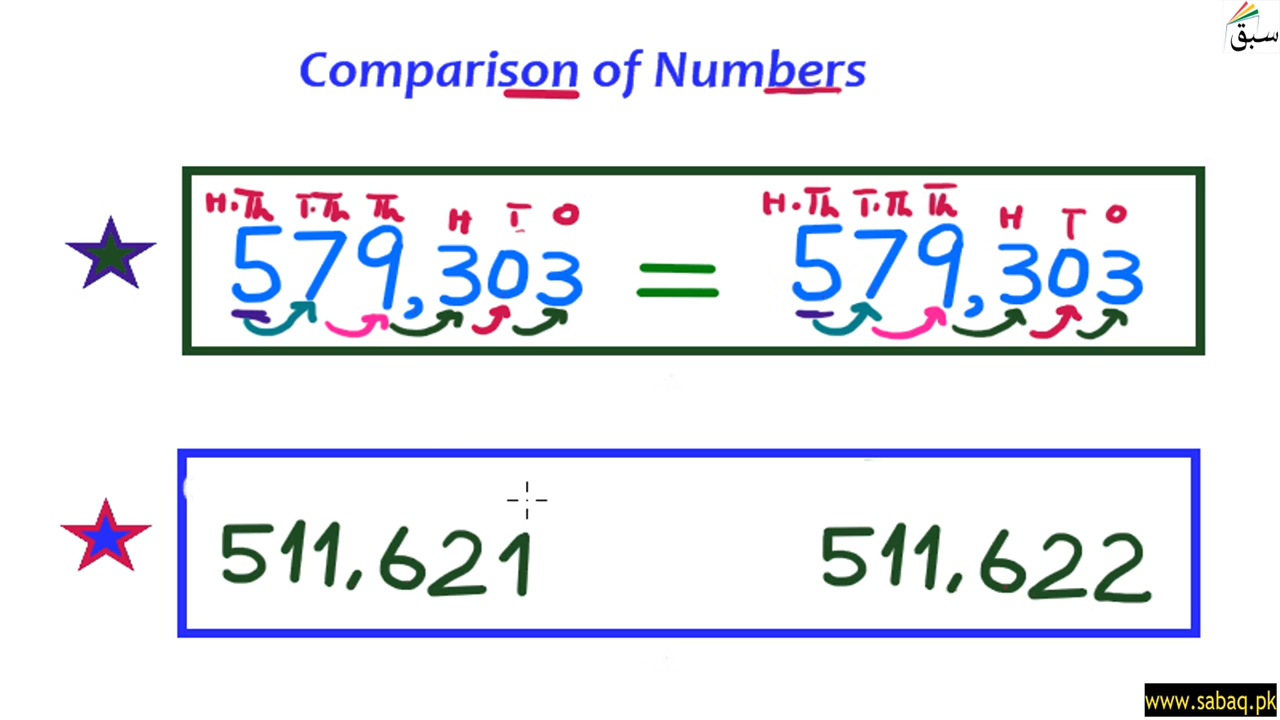 سبق
Comparison of Numbers
H.Th T.Th Th H T O H.Th T.Th Th H T O
579,303 = 579,303
511,621 511,622
www.sabaq.pk